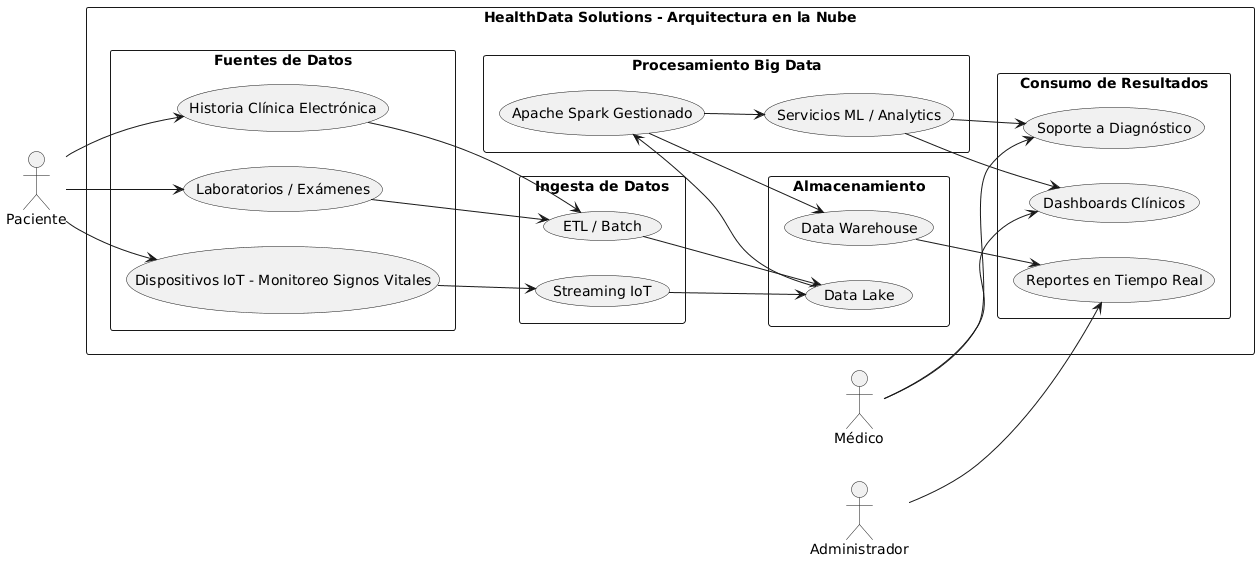 HealthData Solutions - Arquitectura en la Nube
Fuentes de Datos
Historia Clínica Electrónica
Laboratorios / Exámenes
Dispositivos IoT - Monitoreo Signos Vitales
Paciente
Procesamiento Big Data
Apache Spark Gestionado
Servicios ML / Analytics
Ingesta de Datos
ETL / Batch
Streaming IoT
Almacenamiento
Data Warehouse
Data Lake
Consumo de Resultados
Soporte a Diagnóstico
Dashboards Clínicos
Reportes en Tiempo Real
Médico
Administrador